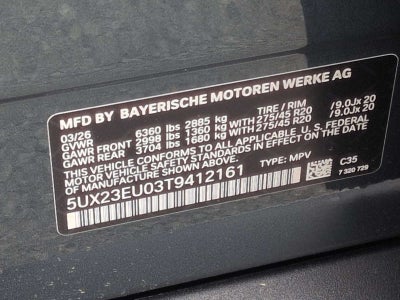 MFD BY BAYERISCHE MOTOREN WERKE AG
03/26 TIRE / RIM
GVWR 6360 lbs 2885 kg
GAWR FRONT 2998 lbs 1360 kg WITH 275/45 R20 /9.0Jx 20
GAWR REAR 3704 lbs 1680 kg WITH 275/45 R20 /9.0Jx 20
THIS VEHICLE CONFORMS TO ALL APPLICABLE U.S. FEDERAL
MOTOR VEHICLE SAFETY STANDARDS IN EFFECT ON THE DATE
OF MANUFACTURE SHOWN ABOVE.
5UX23EU03T9412161 TYPE: MPV C35
7 320 729